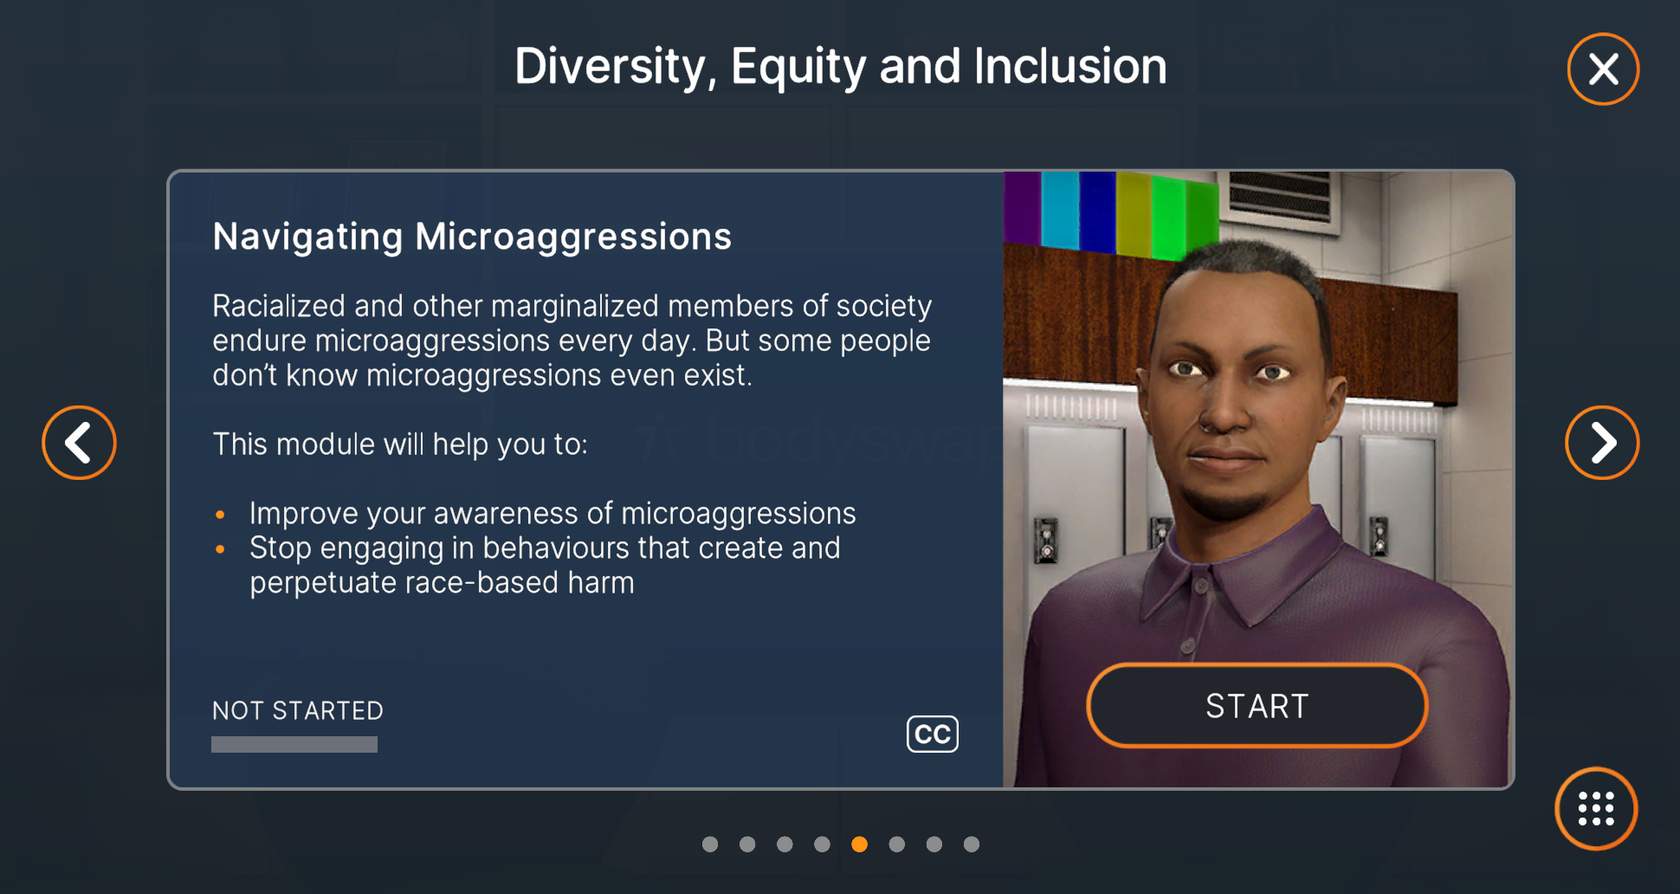 Diversity, Equity and Inclusion
Navigating Microaggressions
Racialized and other marginalized members of society
endure microaggressions every day. But some people
don’t know microaggressions even exist.
This module will help you to:
• Improve your awareness of microaggressions
• Stop engaging in behaviours that create and
perpetuate race-based harm
NOT STARTED
CC
START